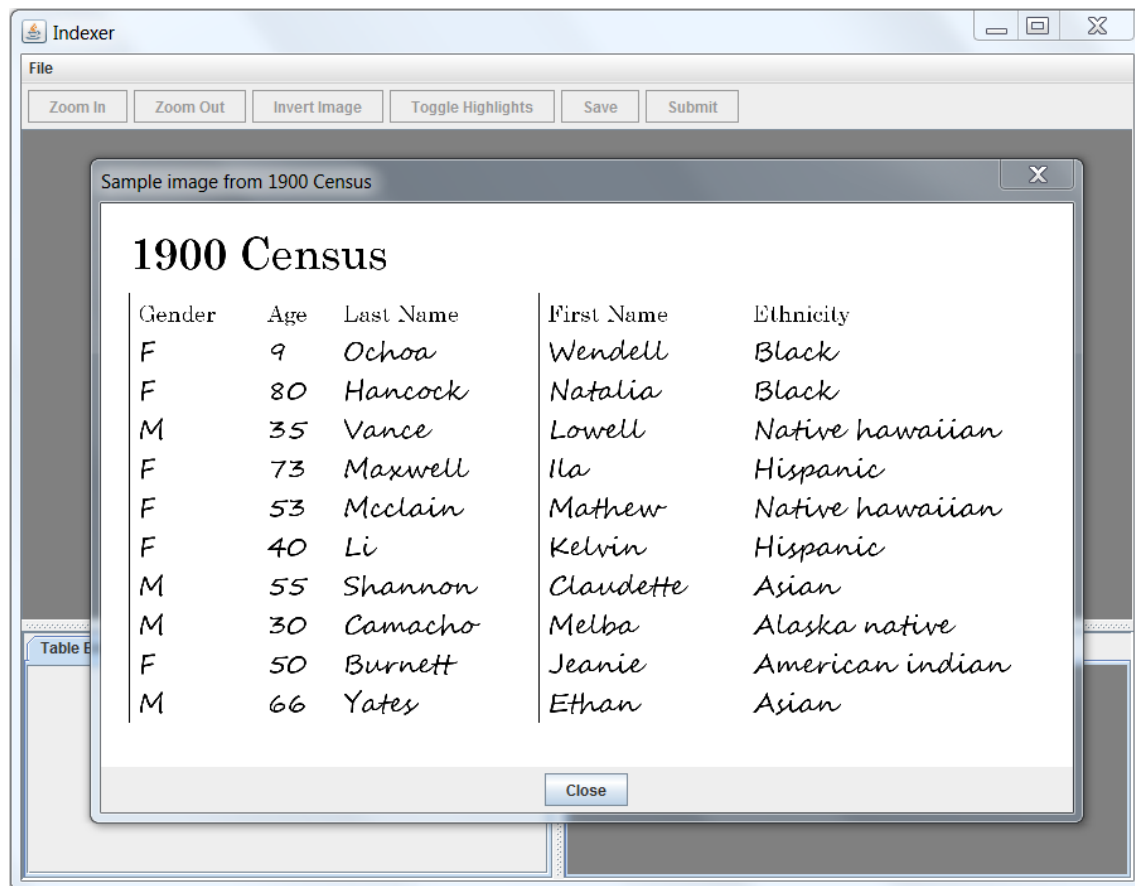 Indexer
File
Zoom In Zoom Out Invert Image Toggle Highlights Save Submit
Sample image from 1900 Census
1900 Census
Gender Age Last Name First Name Ethnicity
F 9 Ochoa Wendell Black
F 80 Hancock Natalia Black
M 35 Vance Lowell Native hawaiian
F 73 Maxwell Ila Hispanic
F 53 Mcclain Mathew Native hawaiian
F 40 Li Kelvin Hispanic
M 55 Shannon Claudette Asian
M 30 Camacho Melba Alaska native
F 50 Burnett Jeanie American indian
M 66 Yates Ethan Asian
Table
Close